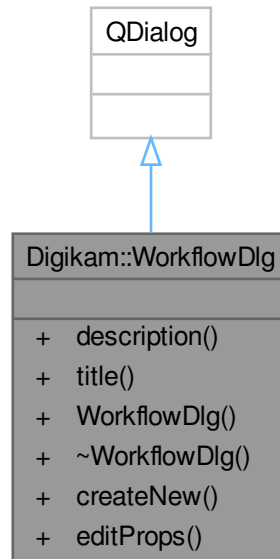 QDialog
Digikam::WorkflowDlg
+ description()
+ title()
+ WorkflowDlg()
+ ~WorkflowDlg()
+ createNew()
+ editProps()